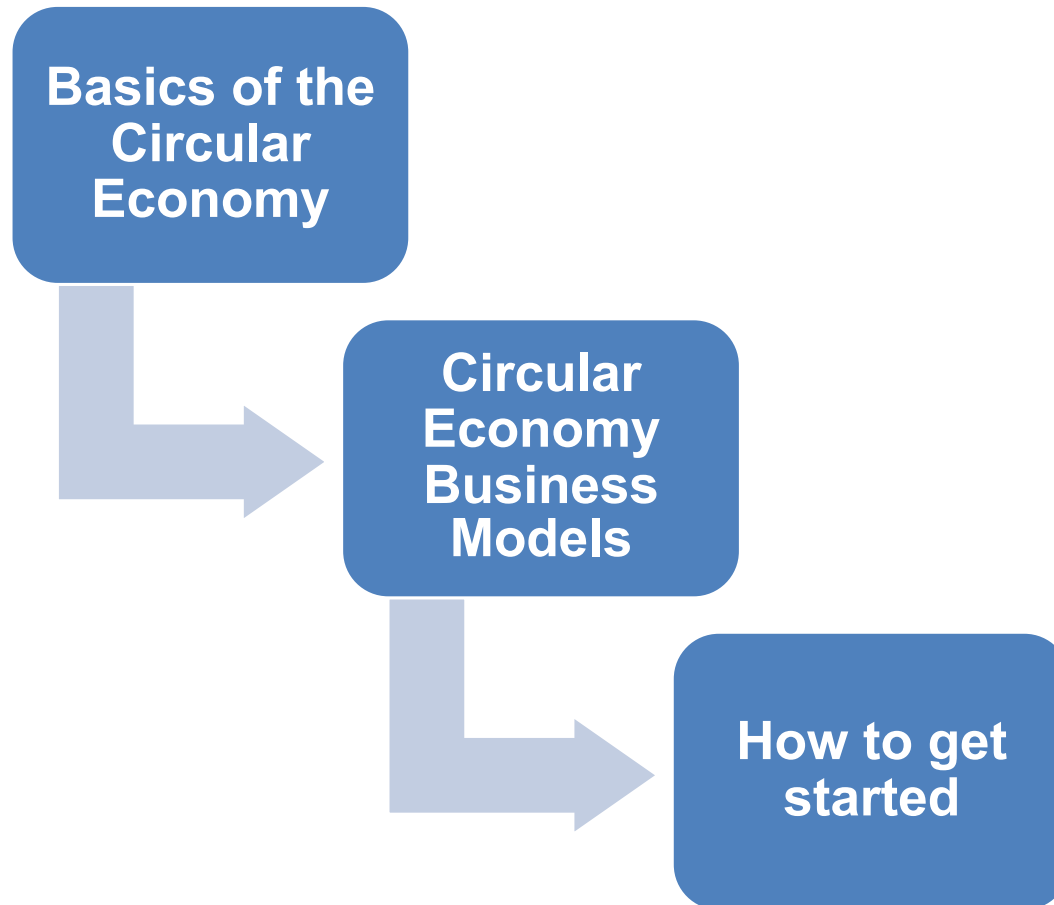 Basics of the
Circular
Economy
Circular
Economy
Business
Models
How to get
started